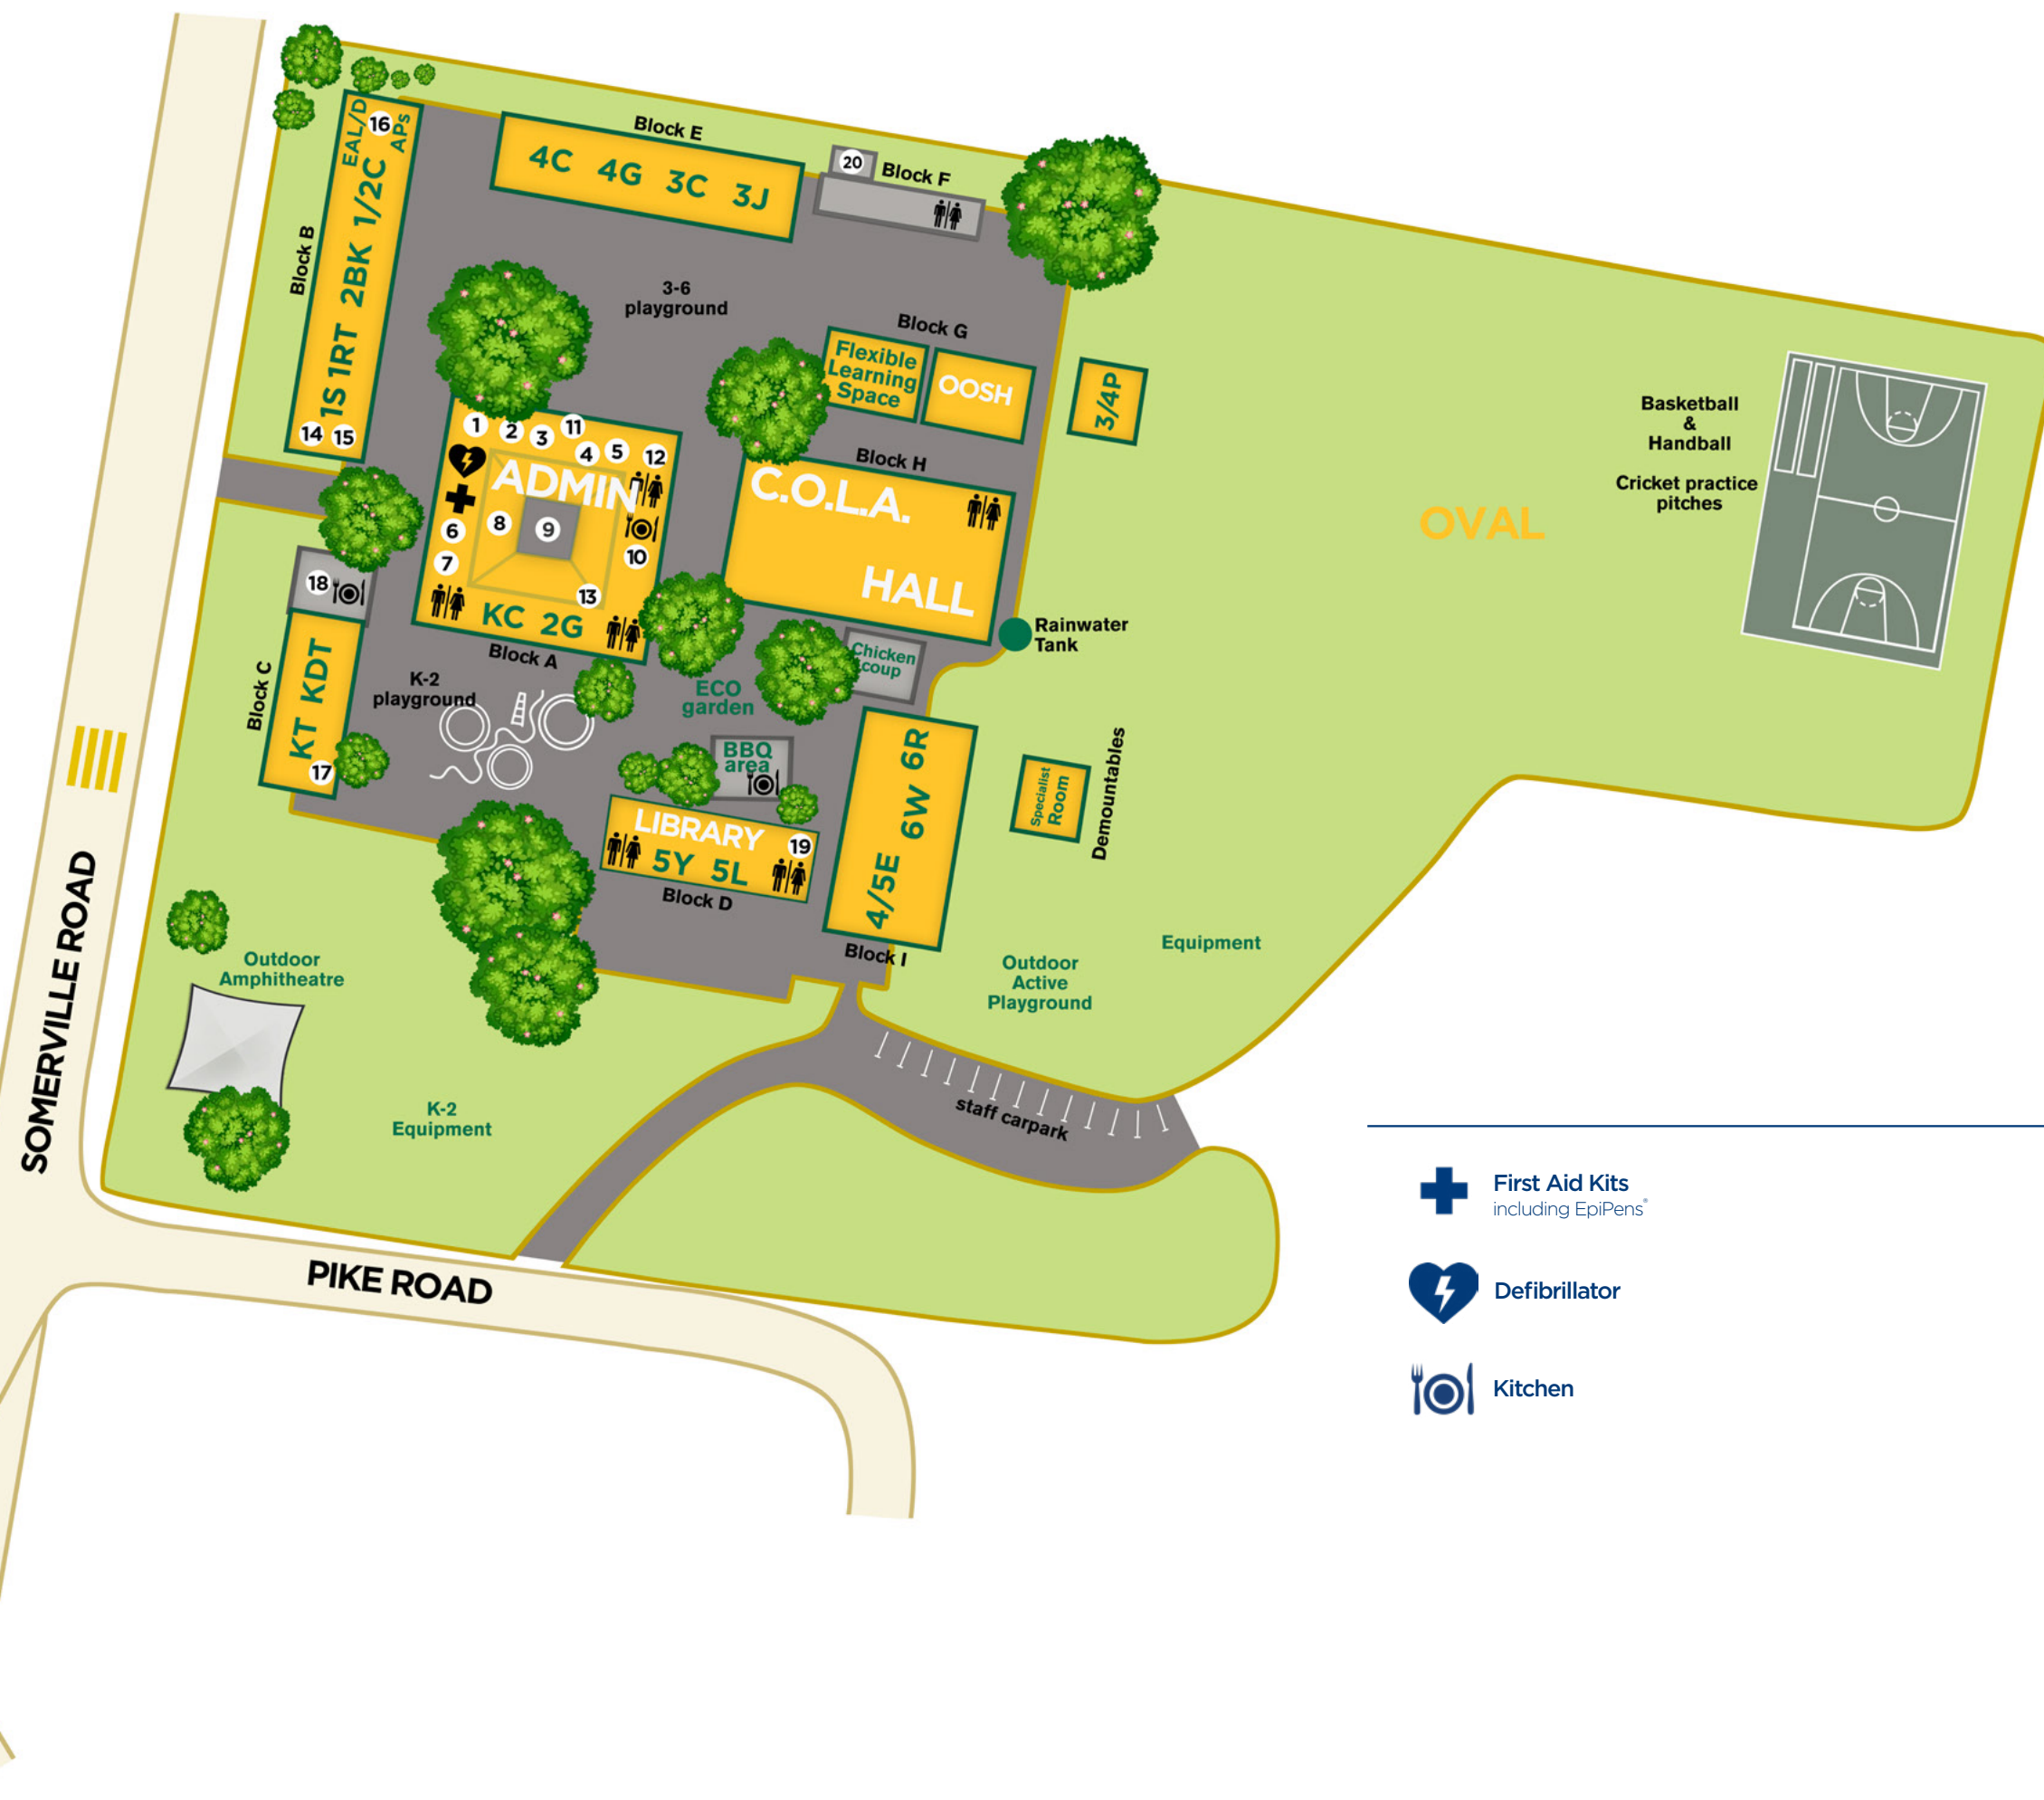 EAL/D
16
APs
1/2C
2BK
1RT
1S
14
15
Block B
Block E
4C 4G 3C 3J
20
Block F
3-6
playground
Block G
Flexible
Learning
Space
OOSH
3/4P
1
2
3
11
4
5
12
ADMIN
6
8
9
10
7
13
KC 2G
Block A
Block H
C.O.L.A.
HALL
Rainwater
Tank
Basketball
&
Handball
Cricket practice
pitches
OVAL
18
KT KDT
17
Block C
K-2
playground
ECO
garden
Chicken
coup
BBQ
area
LIBRARY
19
5Y 5L
Block D
4/5E 6W 6R
Block I
Specialist
Room
Demountables
Equipment
Outdoor
Active
Playground
Outdoor
Amphitheatre
K-2
Equipment
staff carpark
SOMERVILLE ROAD
PIKE ROAD
First Aid Kits
including EpiPens®
Defibrillator
Kitchen